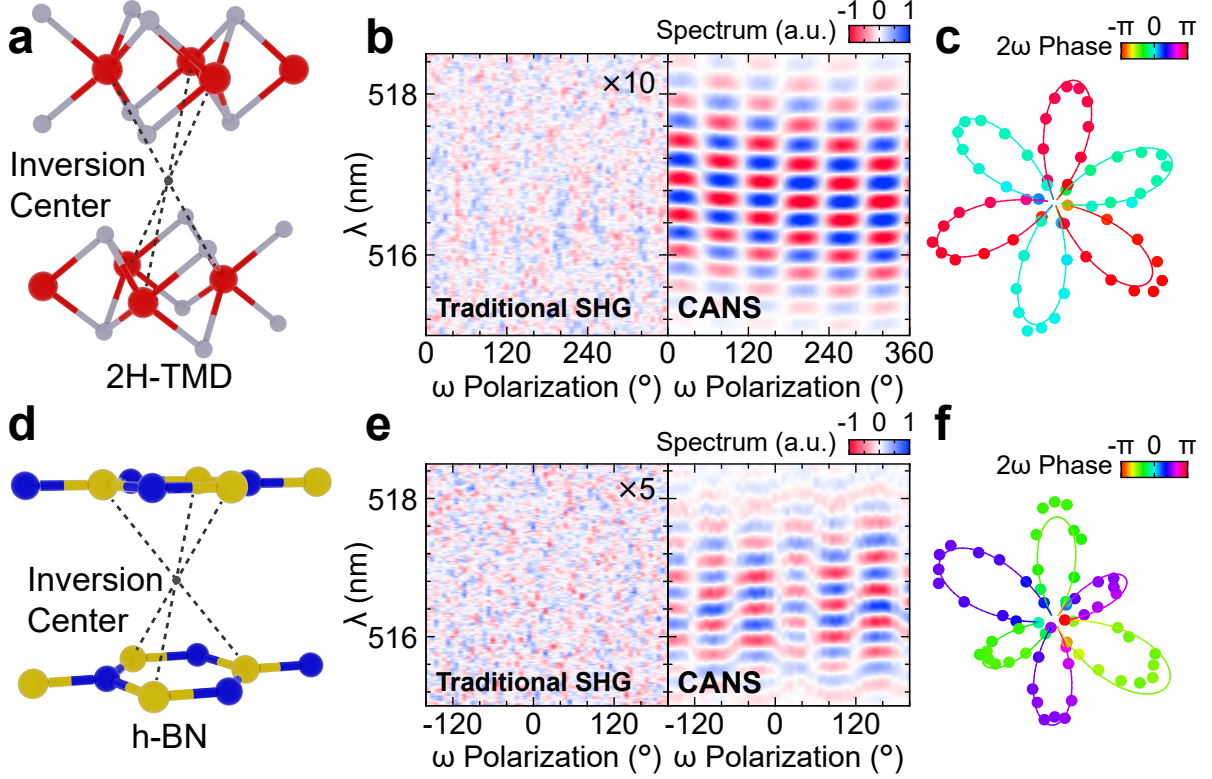 a
Inversion
Center
2H-TMD
b
Spectrum (a.u.)
-1 0 1
×10
518
516
λ (nm)
Traditional SHG
CANS
0 120 240 0 120 240 360
ω Polarization (°) ω Polarization (°)
c
-π 0 π
2ω Phase
d
Inversion
Center
h-BN
e
Spectrum (a.u.)
-1 0 1
×5
518
516
λ (nm)
Traditional SHG
CANS
-120 0 120 -120 0 120
ω Polarization (°) ω Polarization (°)
f
-π 0 π
2ω Phase